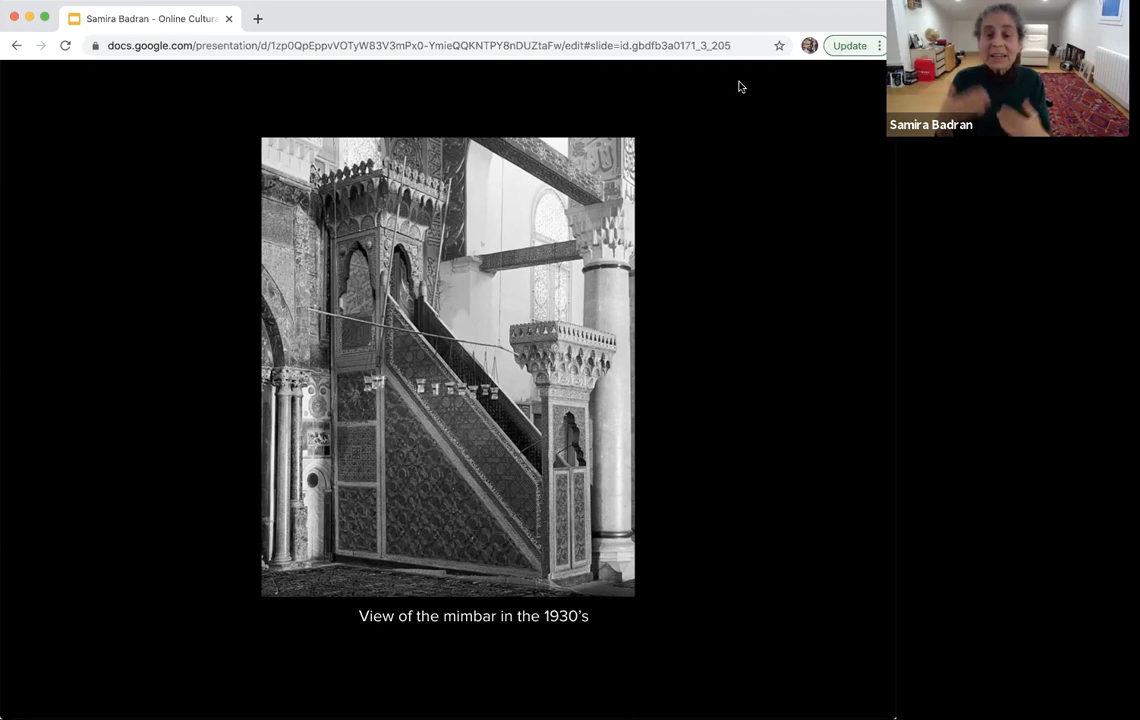 Samira Badran - Online Cultura
docs.google.com/presentation/d/1zp0QpEppvVOTyW83V3mPx0-YmieQQKNTPY8nDUZtaFw/edit#slide=id.gbdfb3a0171_3_205
Update
Samira Badran
View of the mimbar in the 1930's